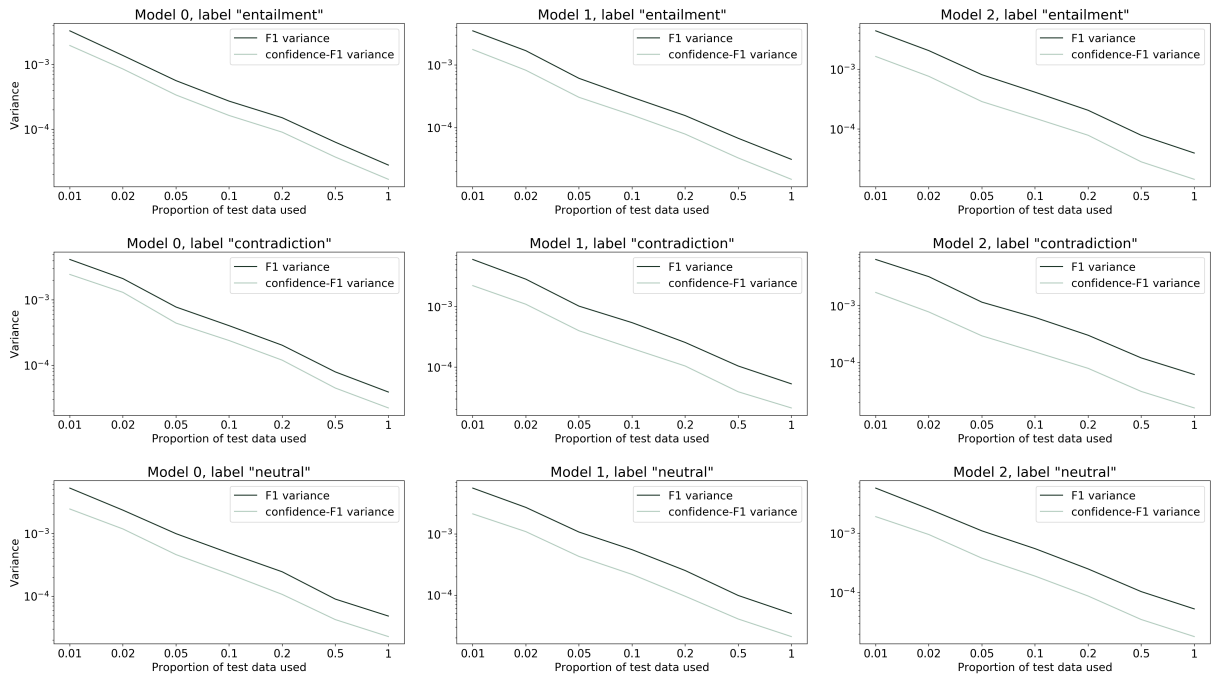 Model 0, label "entailment"
F1 variance
confidence-F1 variance
10⁻³
10⁻⁴
Variance
0.01 0.02 0.05 0.1 0.2 0.5 1
Proportion of test data used
Model 1, label "entailment"
F1 variance
confidence-F1 variance
10⁻³
10⁻⁴
0.01 0.02 0.05 0.1 0.2 0.5 1
Proportion of test data used
Model 2, label "entailment"
F1 variance
confidence-F1 variance
10⁻³
10⁻⁴
0.01 0.02 0.05 0.1 0.2 0.5 1
Proportion of test data used
Model 0, label "contradiction"
F1 variance
confidence-F1 variance
10⁻³
10⁻⁴
Variance
0.01 0.02 0.05 0.1 0.2 0.5 1
Proportion of test data used
Model 1, label "contradiction"
F1 variance
confidence-F1 variance
10⁻³
10⁻⁴
0.01 0.02 0.05 0.1 0.2 0.5 1
Proportion of test data used
Model 2, label "contradiction"
F1 variance
confidence-F1 variance
10⁻³
10⁻⁴
0.01 0.02 0.05 0.1 0.2 0.5 1
Proportion of test data used
Model 0, label "neutral"
F1 variance
confidence-F1 variance
10⁻³
10⁻⁴
Variance
0.01 0.02 0.05 0.1 0.2 0.5 1
Proportion of test data used
Model 1, label "neutral"
F1 variance
confidence-F1 variance
10⁻³
10⁻⁴
0.01 0.02 0.05 0.1 0.2 0.5 1
Proportion of test data used
Model 2, label "neutral"
F1 variance
confidence-F1 variance
10⁻³
10⁻⁴
0.01 0.02 0.05 0.1 0.2 0.5 1
Proportion of test data used